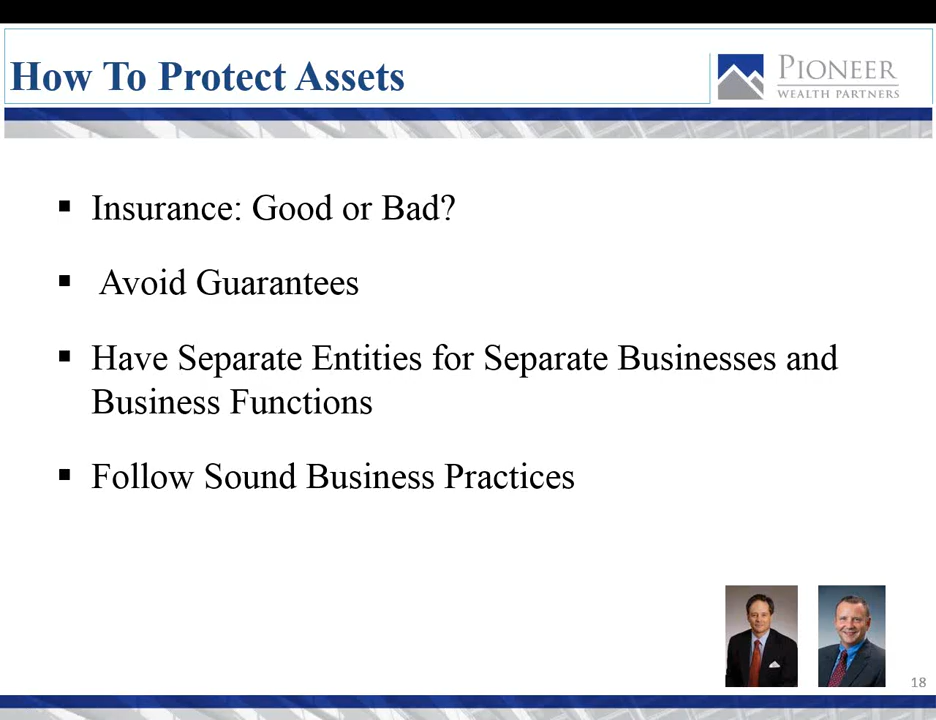 How To Protect Assets
PIONEER
WEALTH PARTNERS
▪ Insurance: Good or Bad?
▪ Avoid Guarantees
▪ Have Separate Entities for Separate Businesses and
Business Functions
▪ Follow Sound Business Practices
18